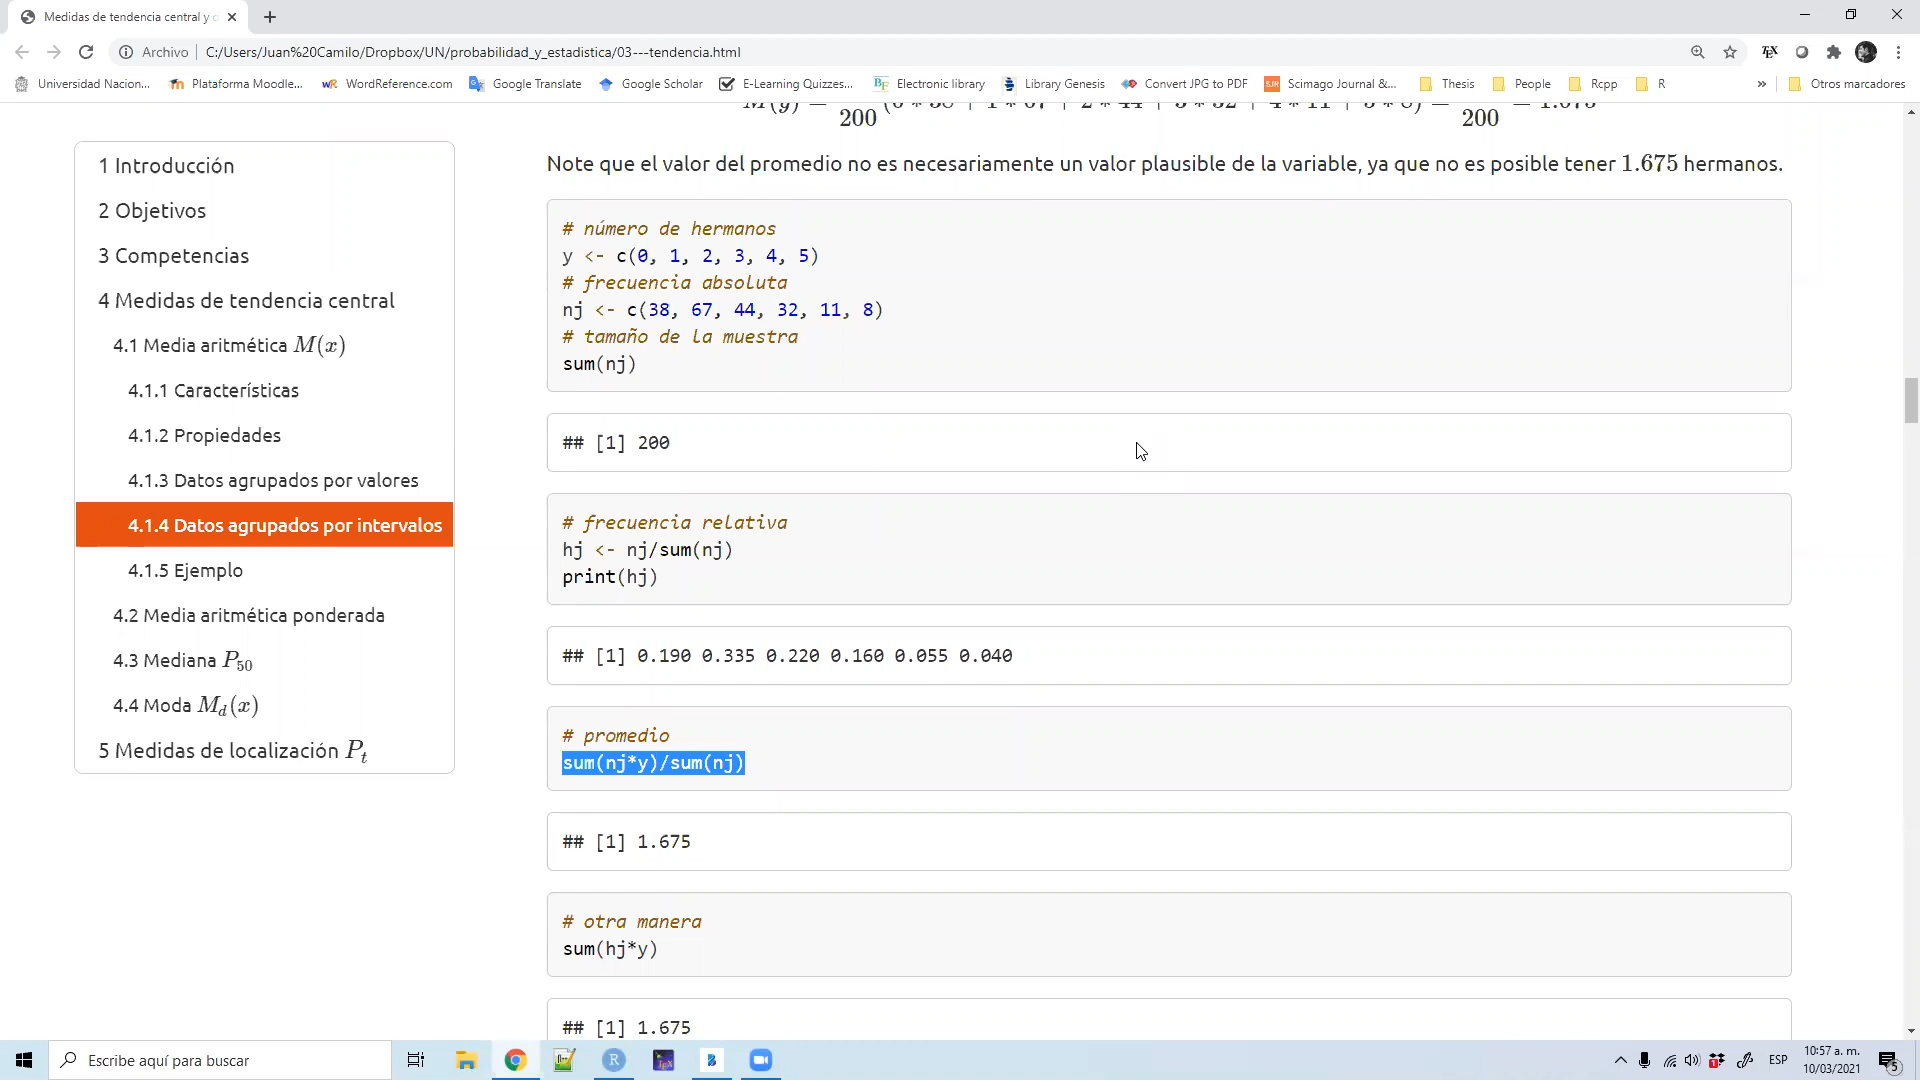 Medidas de tendencia central y d
Archivo
C:/Users/Juan%20Camilo/Dropbox/UN/probabilidad_y_estadistica/03---tendencia.html
Universidad Nacion...
Plataforma Moodle...
WordReference.com
Google Translate
Google Scholar
E-Learning Quizzes...
Electronic library
Library Genesis
Convert JPG to PDF
Scimago Journal &...
Thesis
People
Rcpp
R
»
Otros marcadores
200 200
Note que el valor del promedio no es necesariamente un valor plausible de la variable, ya que no es posible tener 1.675 hermanos.
1 Introducción
2 Objetivos
3 Competencias
4 Medidas de tendencia central
4.1 Media aritmética M(x)
4.1.1 Características
4.1.2 Propiedades
4.1.3 Datos agrupados por valores
4.1.4 Datos agrupados por intervalos
4.1.5 Ejemplo
4.2 Media aritmética ponderada
4.3 Mediana P50
4.4 Moda Md(x)
5 Medidas de localización Pt
# número de hermanos
y <- c(0, 1, 2, 3, 4, 5)
# frecuencia absoluta
nj <- c(38, 67, 44, 32, 11, 8)
# tamaño de la muestra
sum(nj)
## [1] 200
# frecuencia relativa
hj <- nj/sum(nj)
print(hj)
## [1] 0.190 0.335 0.220 0.160 0.055 0.040
# promedio
sum(nj*y)/sum(nj)
## [1] 1.675
# otra manera
sum(hj*y)
## [1] 1.675
Escribe aquí para buscar
ESP
10:57 a. m.
10/03/2021
5